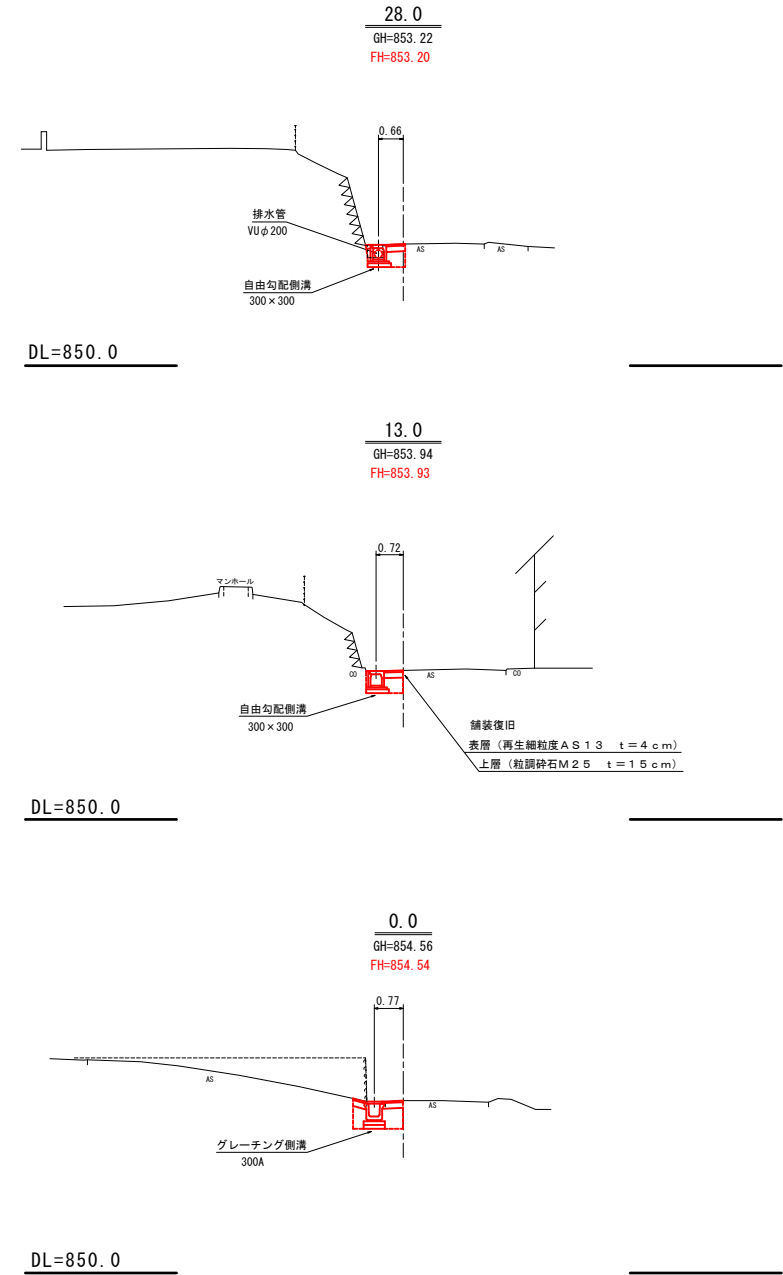 28.0
GH=853.22
FH=853.20
0.66
排水管
VUφ200
AS
AS
自由勾配側溝
300×300
DL=850.0
13.0
GH=853.94
FH=853.93
0.72
マンホール
CO
AS
CO
自由勾配側溝
300×300
舗装復旧
表層（再生細粒度AS13 t=4cm）
上層（粒調砕石M25 t=15cm）
DL=850.0
0.0
GH=854.56
FH=854.54
0.77
AS
AS
グレーチング側溝
300A
DL=850.0